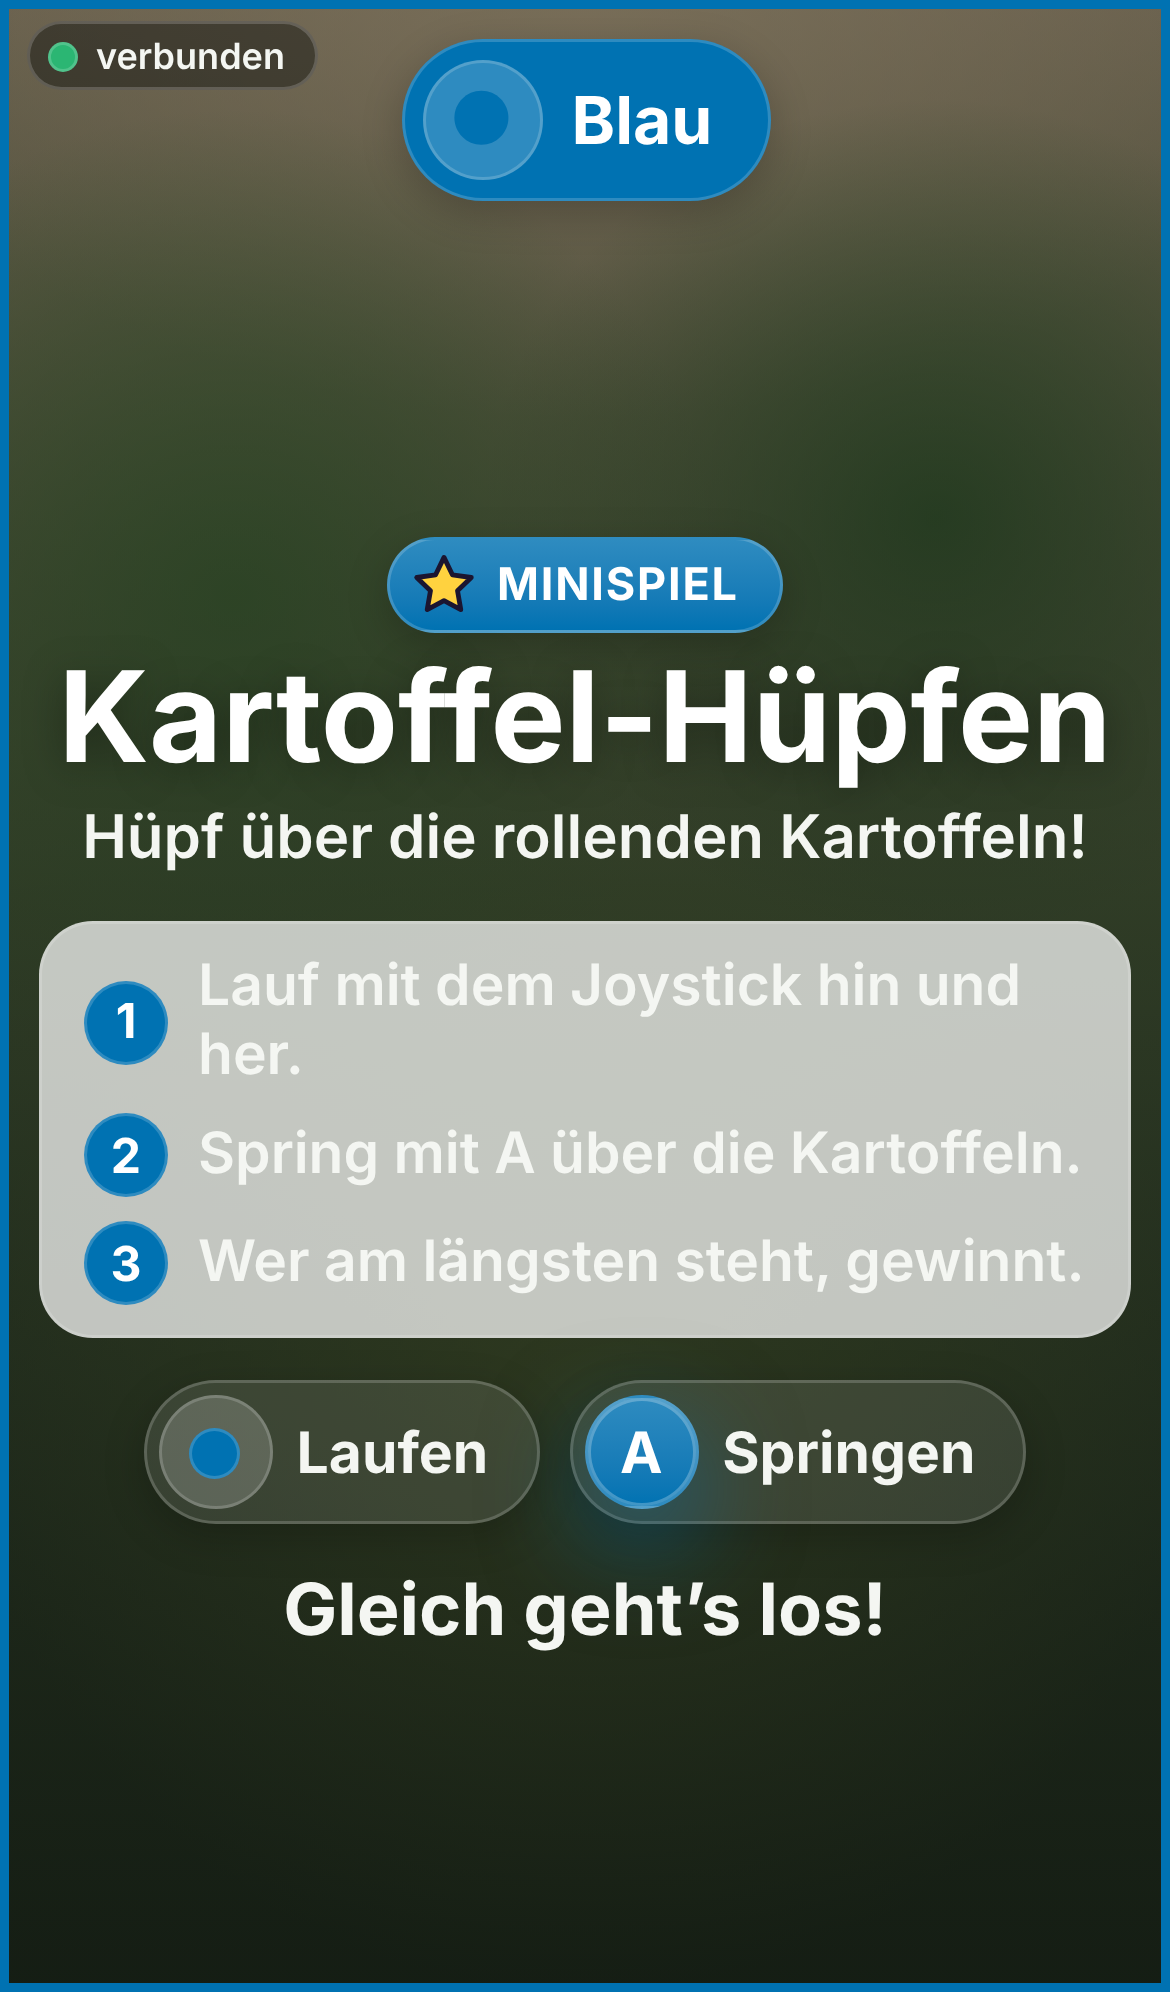 verbunden
Blau
MINISPIEL
Kartoffel-Hüpfen
Hüpf über die rollenden Kartoffeln!
1 Lauf mit dem Joystick hin und
her.
2 Spring mit A über die Kartoffeln.
3 Wer am längsten steht, gewinnt.
Laufen
A Springen
Gleich geht’s los!